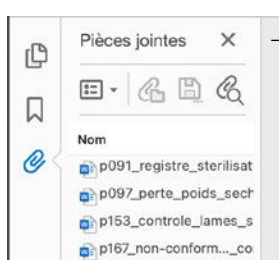 Pièces jointes
Nom
p091_registre_sterilisat
p097_perte_poids_sech
p153_controle_lames_s
p167_non-conform..._co